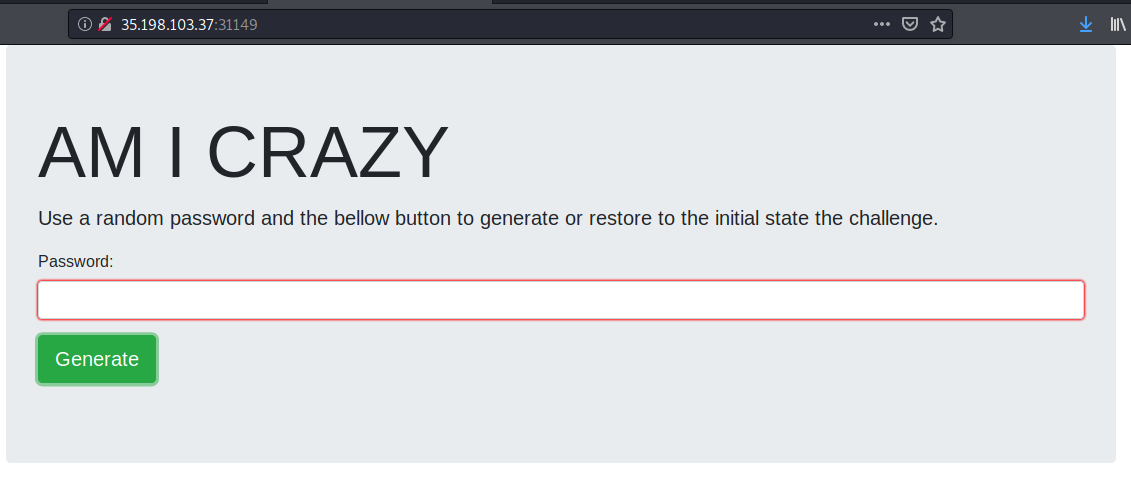 35.198.103.37:31149
AM I CRAZY
Use a random password and the bellow button to generate or restore to the initial state the challenge.
Password:
Generate